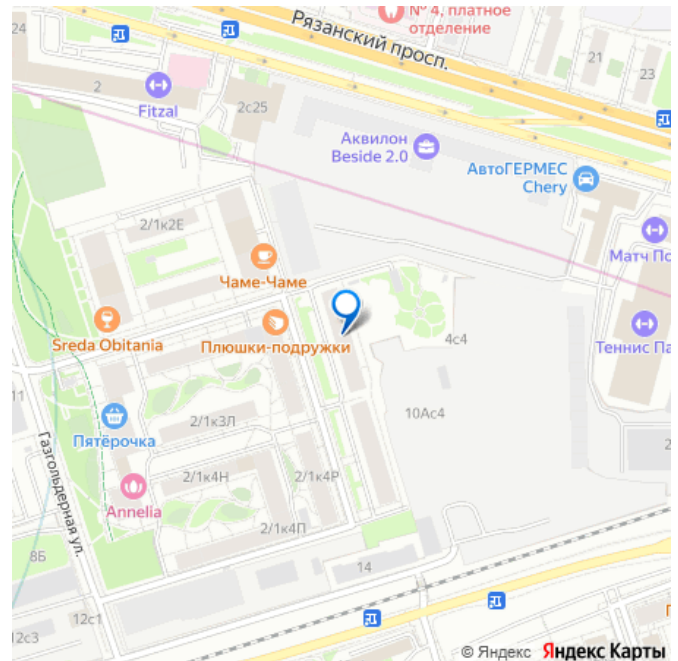 № 4, платное
отделение
Рязанский просп.
24
2
Fitzal
2с25
21
23
Аквилон
Beside 2.0
АвтоГЕРМЕС
Chery
2/1к2Е
Чаме-Чаме
Матч По
Sreda Obitania
Плюшки-подружки
4с4
Теннис Па
11
Пятёрочка
2/1к3Л
10Ас4
2
Газгольдерная ул.
2/1к4Н
2/1к4Р
Annelia
2/1к4П
8Б
14
12с1
12с3
© Яндекс Яндекс Карты